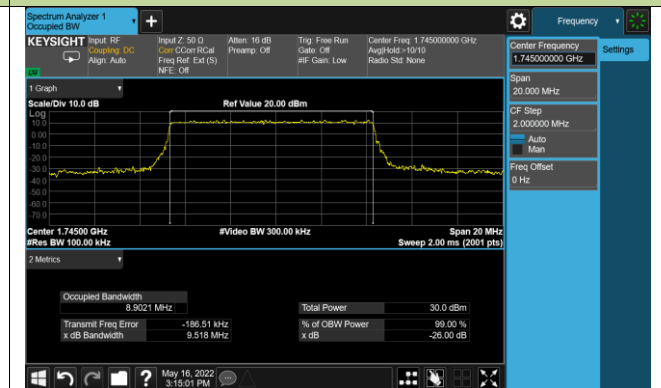 Spectrum Analyzer 1
Occupied BW
Frequency
KEYSIGHT
Input: RF
Coupling: DC
Align: Auto
Input Z: 50 Ω
Corr CCorr RCal
Freq Ref: Ext (S)
NFE: Off
Atten: 16 dB
Preamp: Off
Trig: Free Run
Gate: Off
#IF Gain: Low
Center Freq: 1.745000000 GHz
Avg|Hold:>10/10
Radio Std: None
Center Frequency
1.745000000 GHz
Settings
Span
20.000 MHz
CF Step
2.000000 MHz
Auto
Man
Freq Offset
0 Hz
1 Graph
Scale/Div 10.0 dB
Ref Value 20.00 dBm
Log
10.0
0.00
-10.0
-20.0
-30.0
-40.0
-50.0
-60.0
-70.0
Center 1.74500 GHz
#Video BW 300.00 kHz
Span 20 MHz
#Res BW 100.00 kHz
Sweep 2.00 ms (2001 pts)
2 Metrics
Occupied Bandwidth
8.9021 MHz
Total Power
30.0 dBm
Transmit Freq Error
-186.51 kHz
% of OBW Power
99.00 %
x dB Bandwidth
9.518 MHz
x dB
-26.00 dB
?
May 16, 2022
3:15:01 PM